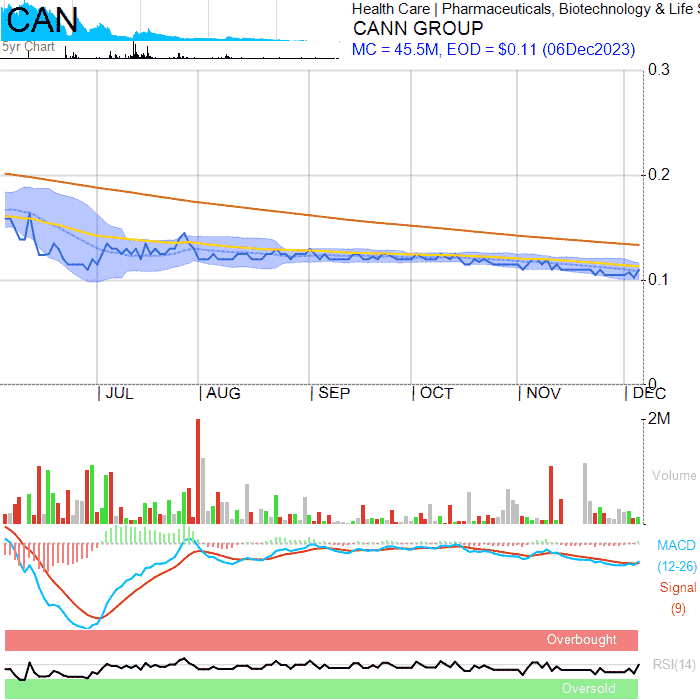 CAN
5yr Chart
Health Care | Pharmaceuticals, Biotechnology & Life S
CANN GROUP
MC = 45.5M, EOD = $0.11 (06Dec2023)
0.3
0.2
0.1
0
JUL
AUG
SEP
OCT
NOV
DEC
2M
Volume
MACD
(12-26)
Signal
(9)
Overbought
RSI(14)
Oversold